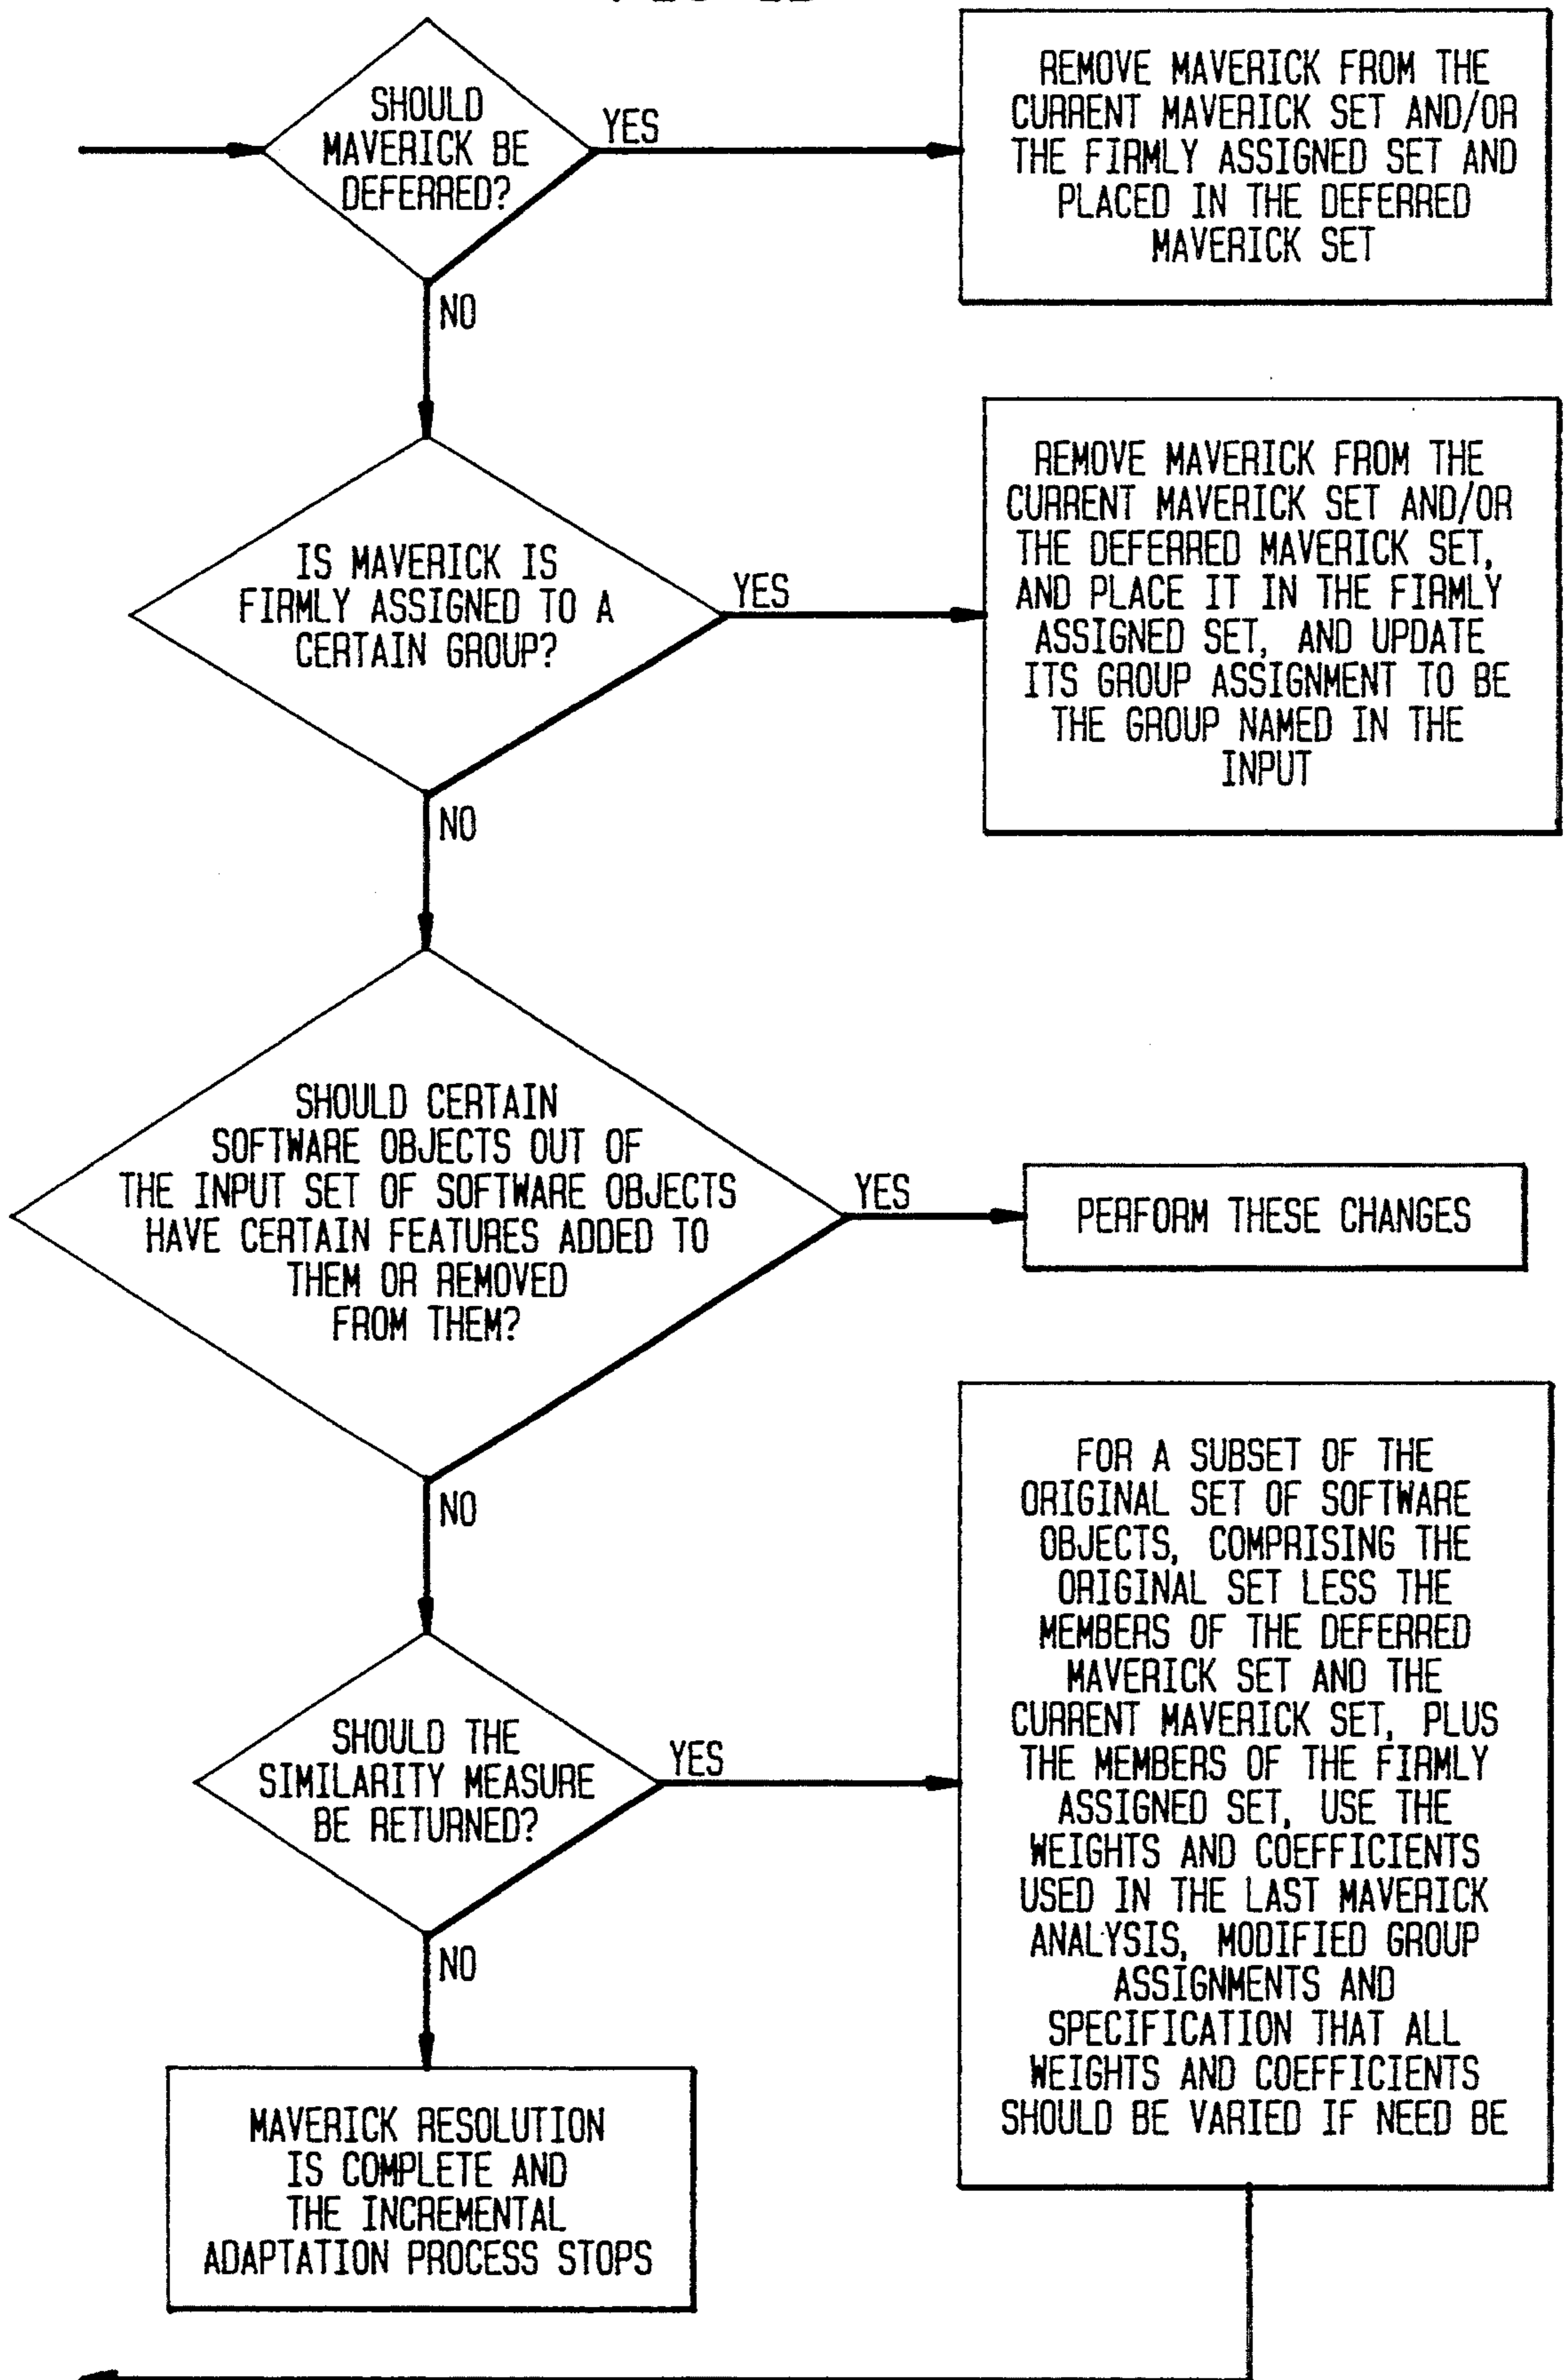 SHOULD
MAVERICK BE
DEFERRED?
YES
REMOVE MAVERICK FROM THE
CURRENT MAVERICK SET AND/OR
THE FIRMLY ASSIGNED SET AND
PLACED IN THE DEFERRED
MAVERICK SET
NO
IS MAVERICK IS
FIRMLY ASSIGNED TO A
CERTAIN GROUP?
YES
REMOVE MAVERICK FROM THE
CURRENT MAVERICK SET AND/OR
THE DEFERRED MAVERICK SET,
AND PLACE IT IN THE FIRMLY
ASSIGNED SET, AND UPDATE
ITS GROUP ASSIGNMENT TO BE
THE GROUP NAMED IN THE
INPUT
NO
SHOULD CERTAIN
SOFTWARE OBJECTS OUT OF
THE INPUT SET OF SOFTWARE OBJECTS
HAVE CERTAIN FEATURES ADDED TO
THEM OR REMOVED
FROM THEM?
YES
PERFORM THESE CHANGES
NO
SHOULD THE
SIMILARITY MEASURE
BE RETURNED?
YES
FOR A SUBSET OF THE
ORIGINAL SET OF SOFTWARE
OBJECTS, COMPRISING THE
ORIGINAL SET LESS THE
MEMBERS OF THE DEFERRED
MAVERICK SET AND THE
CURRENT MAVERICK SET, PLUS
THE MEMBERS OF THE FIRMLY
ASSIGNED SET, USE THE
WEIGHTS AND COEFFICIENTS
USED IN THE LAST MAVERICK
ANALYSIS, MODIFIED GROUP
ASSIGNMENTS AND
SPECIFICATION THAT ALL
WEIGHTS AND COEFFICIENTS
SHOULD BE VARIED IF NEED BE
NO
MAVERICK RESOLUTION
IS COMPLETE AND
THE INCREMENTAL
ADAPTATION PROCESS STOPS